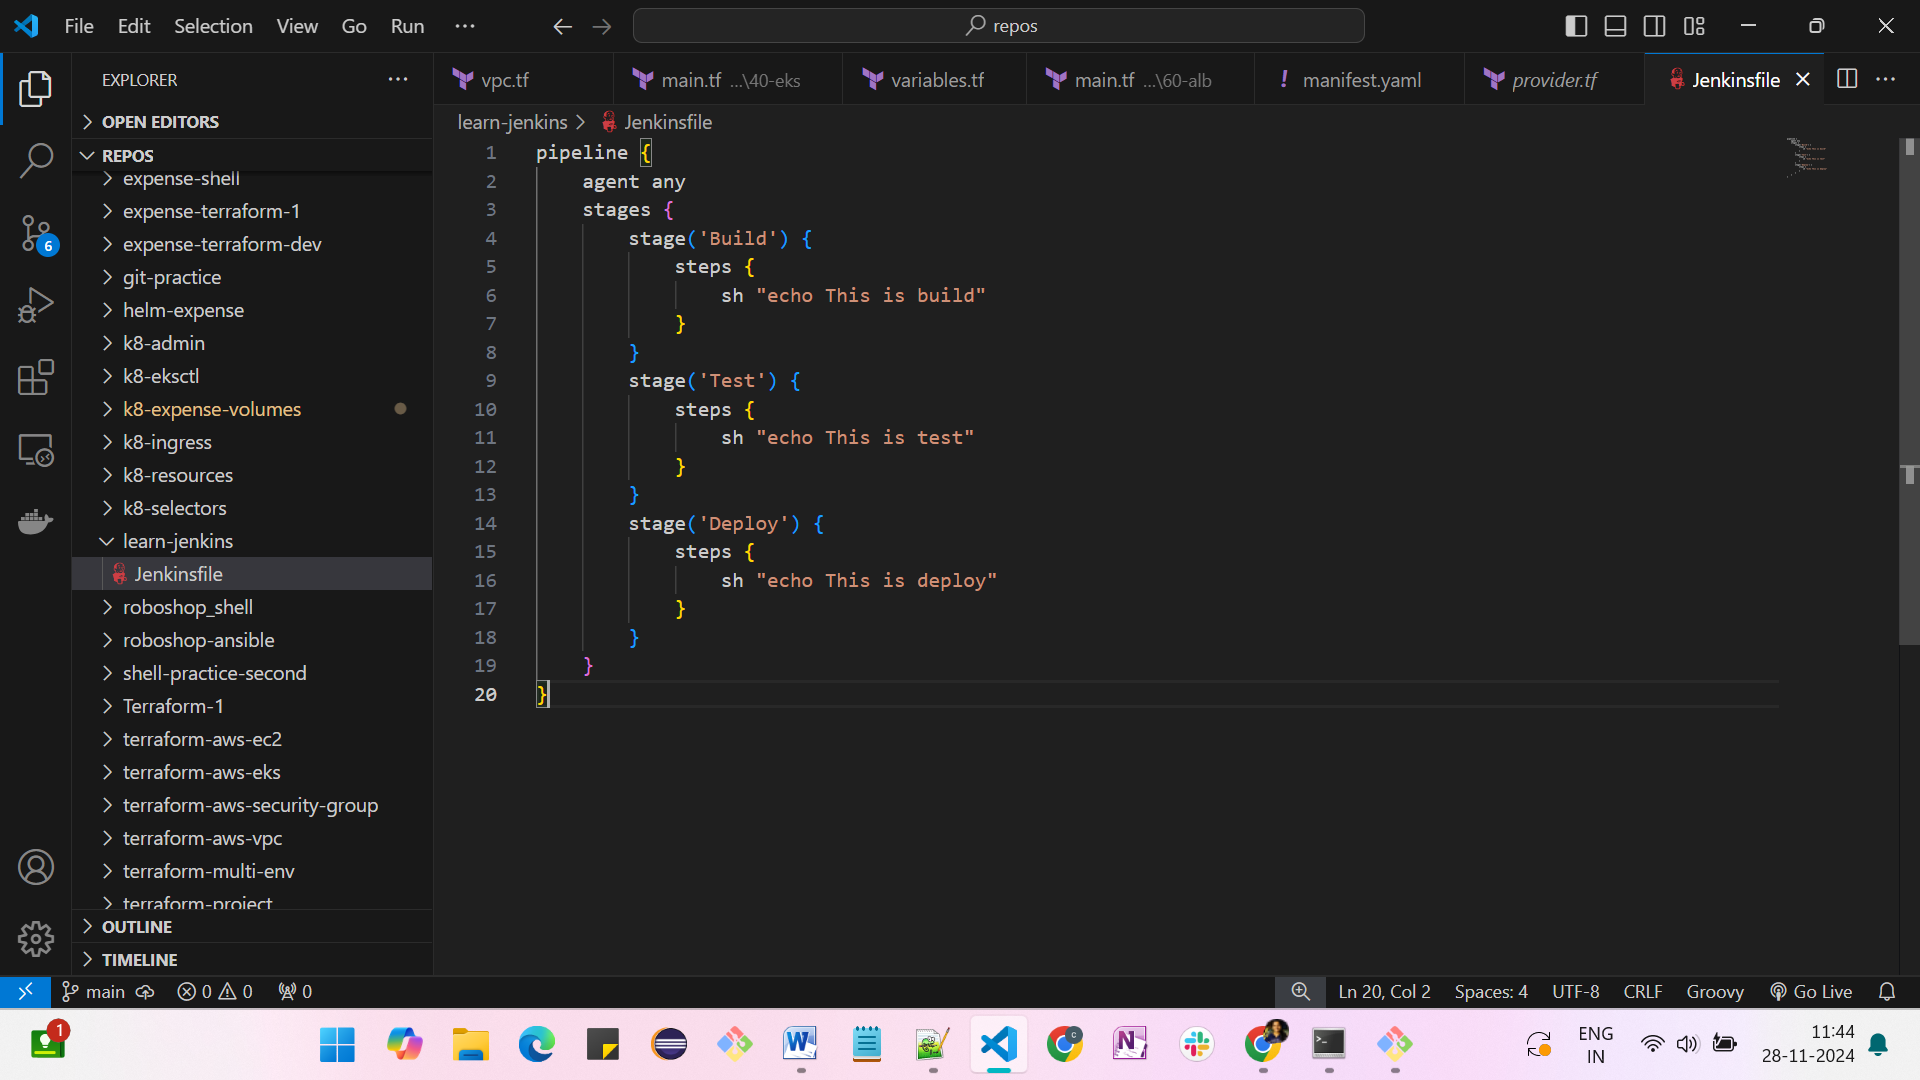 File Edit Selection View Go Run ··· repos
EXPLORER ···
OPEN EDITORS
REPOS
expense-shell
expense-terraform-1
expense-terraform-dev
git-practice
helm-expense
k8-admin
k8-eksctl
k8-expense-volumes
k8-ingress
k8-resources
k8-selectors
learn-jenkins
Jenkinsfile
roboshop_shell
roboshop-ansible
shell-practice-second
Terraform-1
terraform-aws-ec2
terraform-aws-eks
terraform-aws-security-group
terraform-aws-vpc
terraform-multi-env
terraform-project
OUTLINE
TIMELINE
6
vpc.tf main.tf ...\40-eks variables.tf main.tf ...\60-alb ! manifest.yaml provider.tf Jenkinsfile
learn-jenkins > Jenkinsfile
1 pipeline {
2 agent any
3 stages {
4 stage('Build') {
5 steps {
6 sh "echo This is build"
7 }
8 }
9 stage('Test') {
10 steps {
11 sh "echo This is test"
12 }
13 }
14 stage('Deploy') {
15 steps {
16 sh "echo This is deploy"
17 }
18 }
19 }
20 }
main 0 0 0 Ln 20, Col 2 Spaces: 4 UTF-8 CRLF Groovy Go Live
1
ENG
IN
11:44
28-11-2024